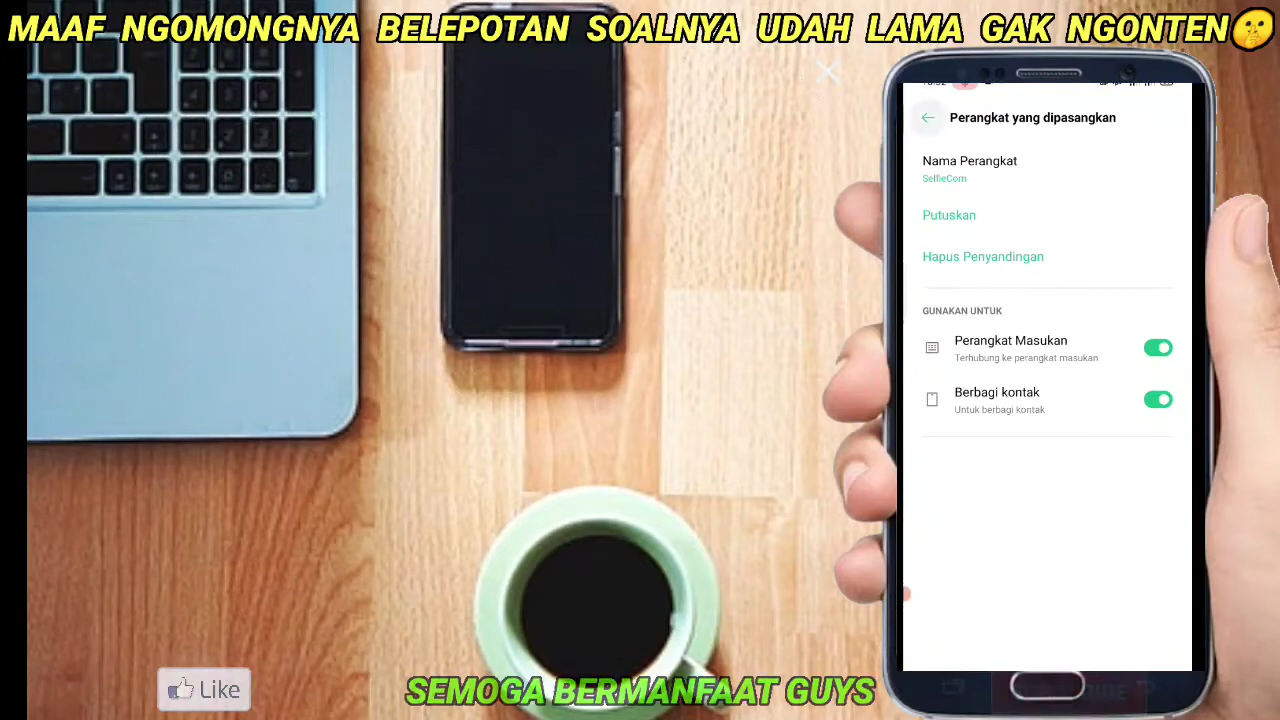 MAAF NGOMONGNYA BELEPOTAN SOALNYA UDAH LAMA GAK NGONTEN🤫
Perangkat yang dipasangkan
Nama Perangkat
SelfieCom
Putuskan
Hapus Penyandingan
GUNAKAN UNTUK
Perangkat Masukan
Terhubung ke perangkat masukan
Berbagi kontak
Untuk berbagi kontak
Like
SEMOGA BERMANFAAT GUYS